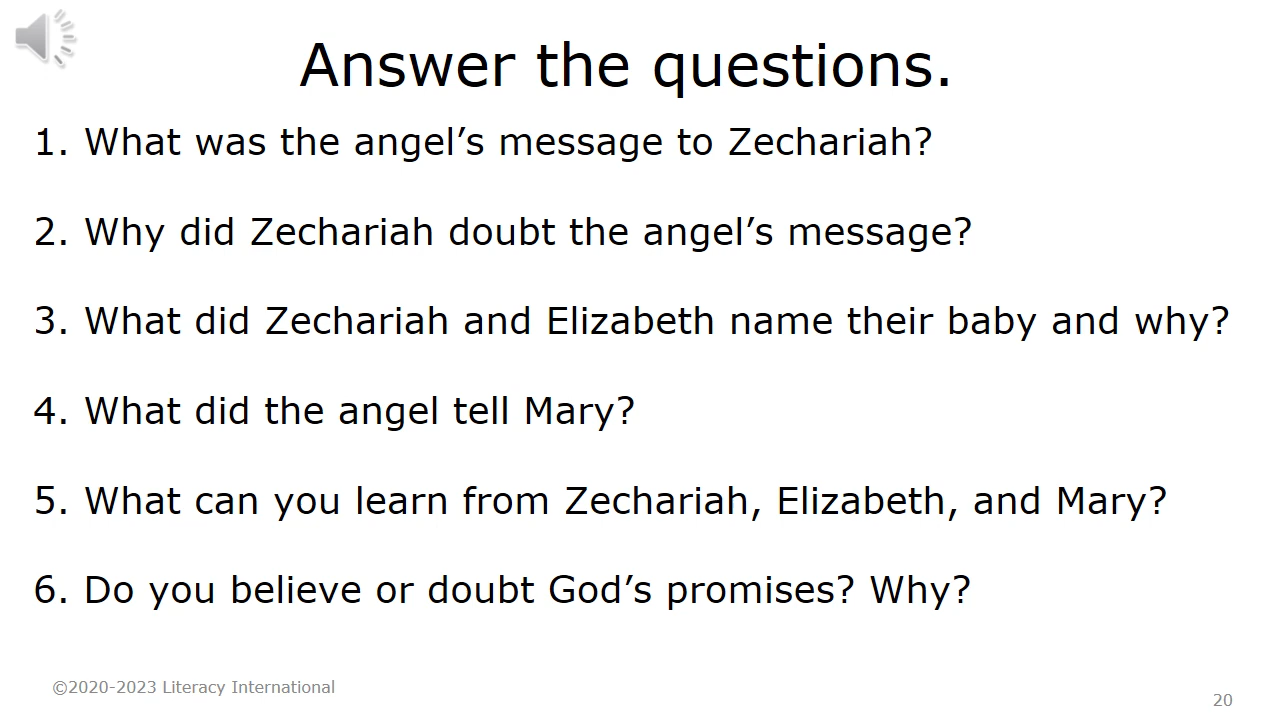 Answer the questions.
1. What was the angel’s message to Zechariah?
2. Why did Zechariah doubt the angel’s message?
3. What did Zechariah and Elizabeth name their baby and why?
4. What did the angel tell Mary?
5. What can you learn from Zechariah, Elizabeth, and Mary?
6. Do you believe or doubt God’s promises? Why?
©2020-2023 Literacy International
20